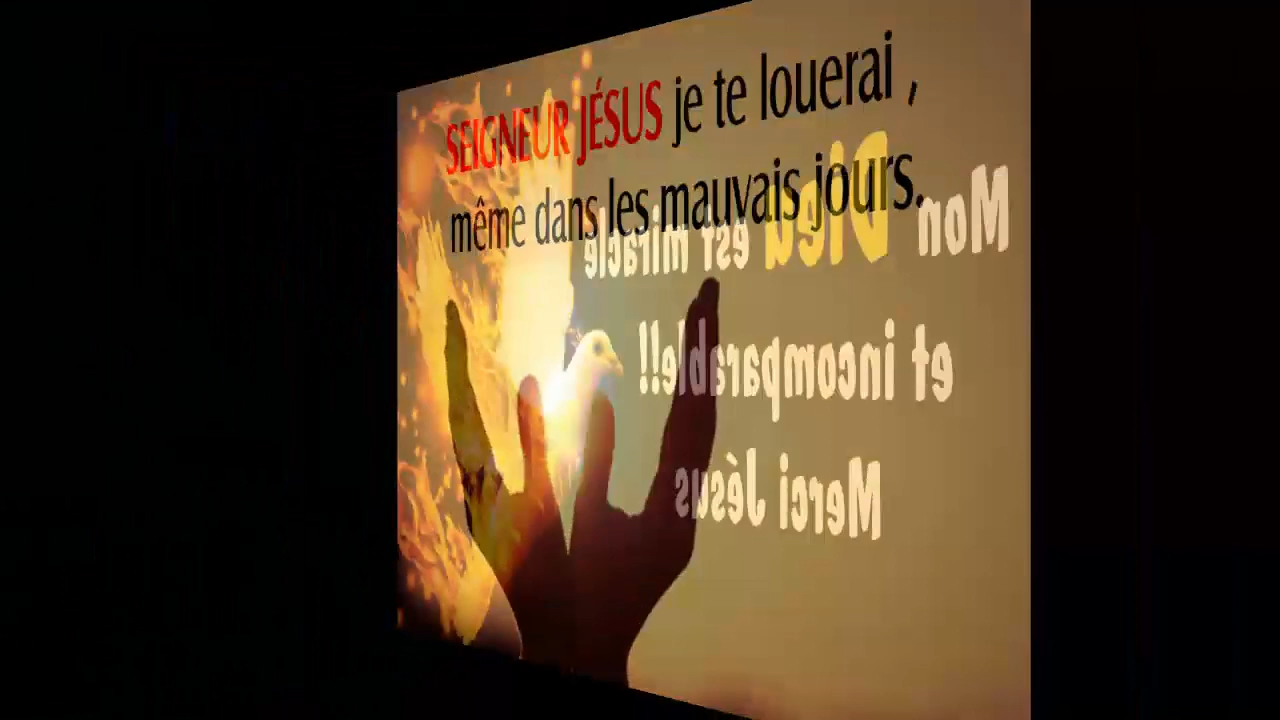 SEIGNEUR JÉSUS je te louerai ,
même dans les mauvais jours.
Mon Dieu est miracle
et incomparable!!
Merci Jésus